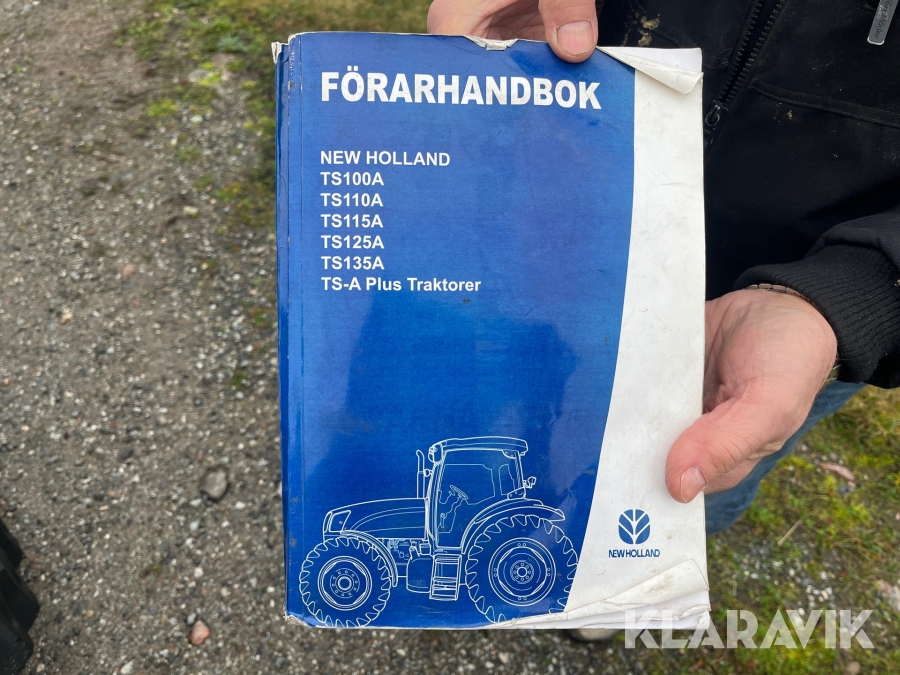 FÖRARHANDBOK
NEW HOLLAND
TS100A
TS110A
TS115A
TS125A
TS135A
TS-A Plus Traktorer
NEW HOLLAND
KLARAVIK